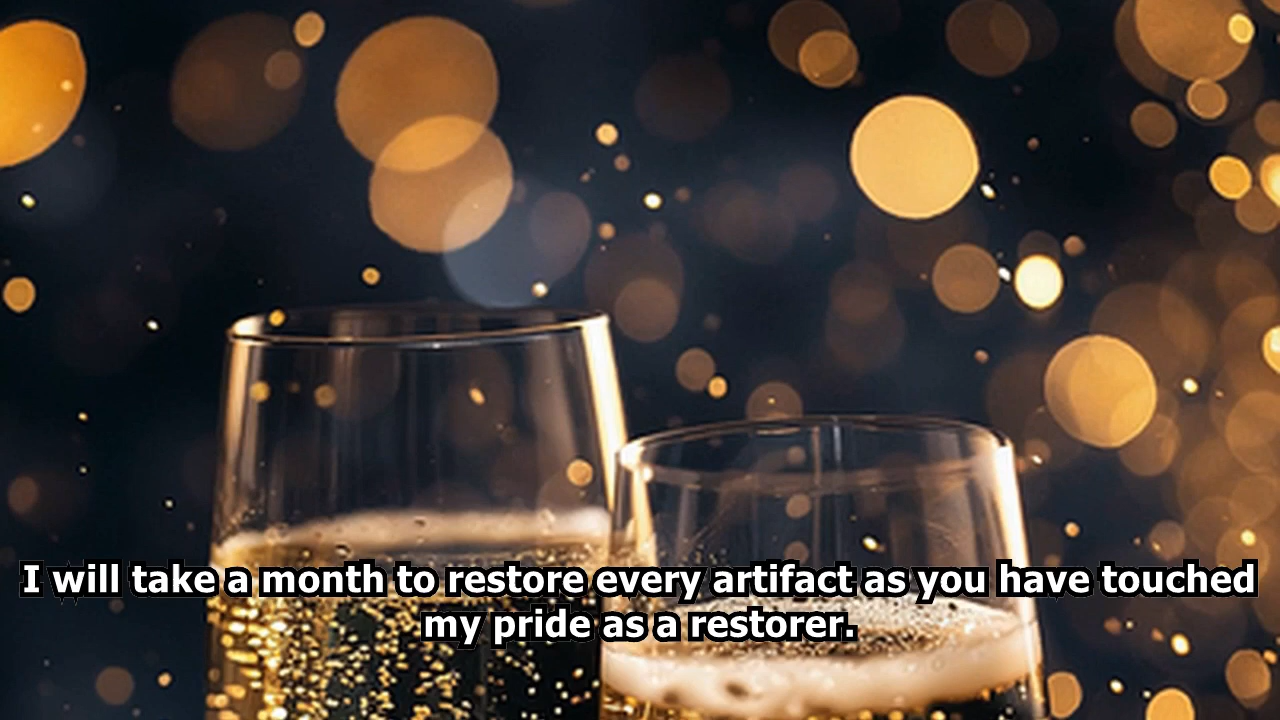 I will take a month to restore every artifact as you have touched
my pride as a restorer.